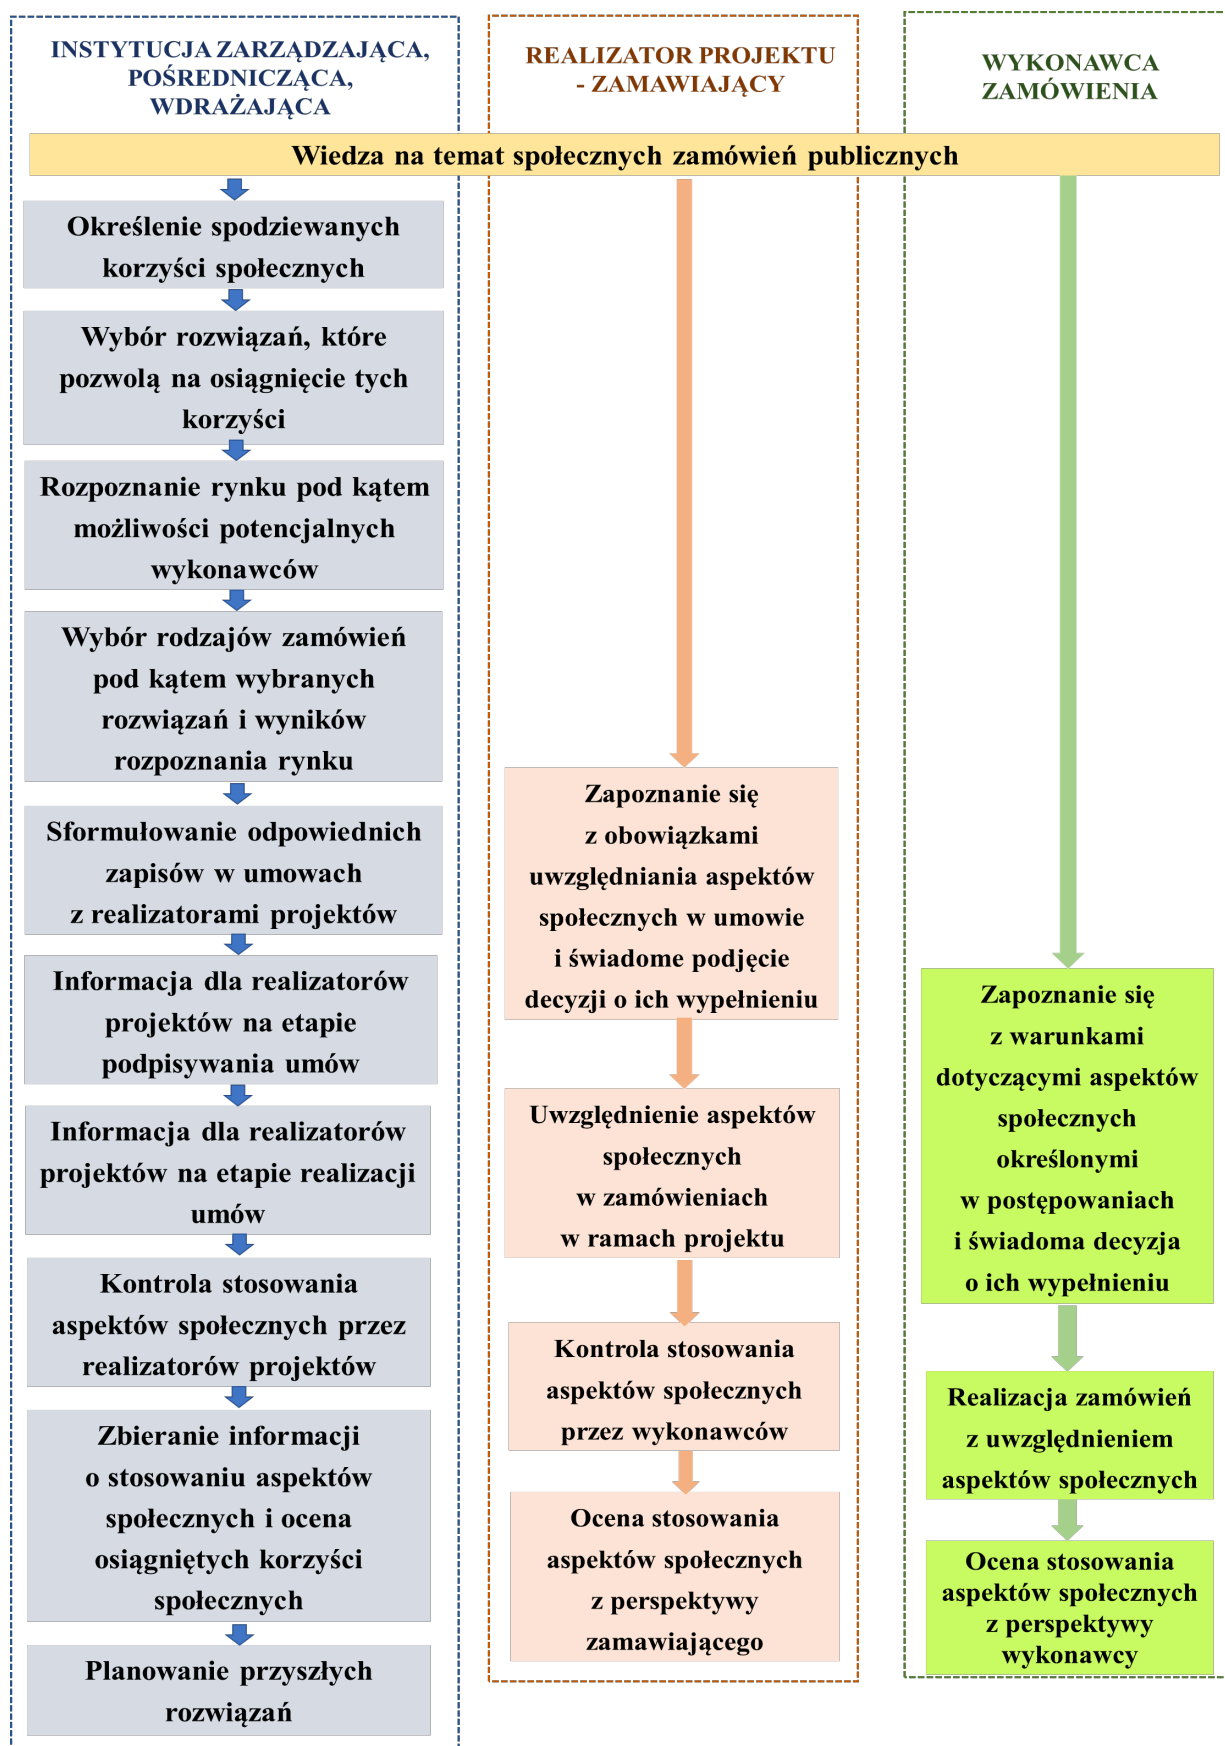 INSTYTUCJA ZARZĄDZAJĄCA,
POŚREDNICZĄCA,
WDRAŻAJĄCA
REALIZATOR PROJEKTU
- ZAMAWIAJĄCY
WYKONAWCA
ZAMÓWIENIA
Wiedza na temat społecznych zamówień publicznych
Określenie spodziewanych
korzyści społecznych
Wybór rozwiązań, które
pozwolą na osiągnięcie tych
korzyści
Rozpoznanie rynku pod kątem
możliwości potencjalnych
wykonawców
Wybór rodzajów zamówień
pod kątem wybranych
rozwiązań i wyników
rozpoznania rynku
Sformułowanie odpowiednich
zapisów w umowach
z realizatorami projektów
Informacja dla realizatorów
projektów na etapie
podpisywania umów
Informacja dla realizatorów
projektów na etapie realizacji
umów
Kontrola stosowania
aspektów społecznych przez
realizatorów projektów
Zbieranie informacji
o stosowaniu aspektów
społecznych i ocena
osiągniętych korzyści
społecznych
Planowanie przyszłych
rozwiązań
Zapoznanie się
z obowiązkami
uwzględniania aspektów
społecznych w umowie
i świadome podjęcie
decyzji o ich wypełnieniu
Uwzględnienie aspektów
społecznych
w zamówieniach
w ramach projektu
Kontrola stosowania
aspektów społecznych
przez wykonawców
Ocena stosowania
aspektów społecznych
z perspektywy
zamawiającego
Zapoznanie się
z warunkami
dotyczącymi aspektów
społecznych
określonymi
w postępowaniach
i świadoma decyzja
o ich wypełnieniu
Realizacja zamówień
z uwzględnieniem
aspektów społecznych
Ocena stosowania
aspektów społecznych
z perspektywy
wykonawcy